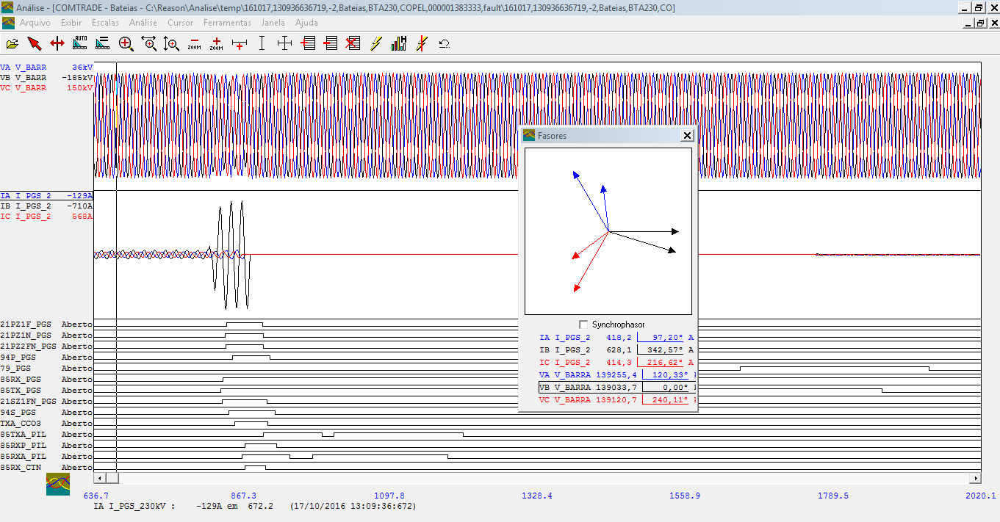 Análise - [COMTRADE - Bateias - C:\Reason\Analise\temp\161017,130936636719,-2,Bateias,BTA230,COPEL,000001383333,fault\161017,130936636719,-2,Bateias,BTA230,CO]
Arquivo Exibir Escalas Análise Cursor Ferramentas Janela Ajuda
AUTO ZOOM ZOOM H
VA V_BARR 36kV
VB V_BARR -185kV
VC V_BARR 150kV
IA I_PGS_2 -129A
IB I_PGS_2 -710A
IC I_PGS_2 568A
21PZ1F_PGS Aberto
21PZ1N_PGS Aberto
21PZ2FN_PGS Aberto
94P_PGS Aberto
79_PGS Aberto
85RX_PGS Aberto
85TX_PGS Aberto
21SZ1FN_PGS Aberto
94S_PGS Aberto
TXA_CCO3 Aberto
85TXA_PIL Aberto
85RXP_PIL Aberto
85RXA_PIL Aberto
85RX_CTN Aberto
Fasores
Synchrophasor
IA I_PGS_2 418,2 97,20° A
IB I_PGS_2 628,1 342,57° A
IC I_PGS_2 414,3 216,62° A
VA V_BARRA 139255,4 120,33°
VB V_BARRA 139033,7 0,00°
VC V_BARRA 139120,7 240,11°
636.7 867.3 1097.8 1328.4 1558.9 1789.5 2020.1
IA I_PGS_230kV : -129A em 672.2 (17/10/2016 13:09:36:672)